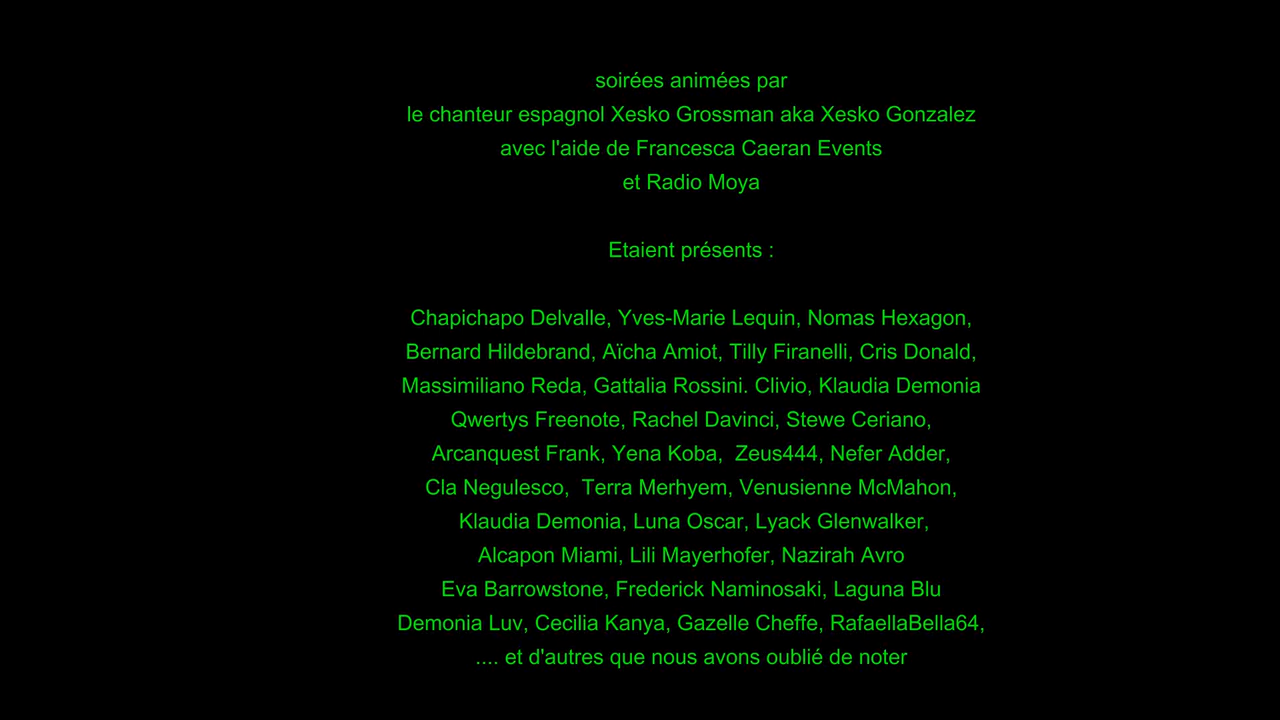 soirées animées par
le chanteur espagnol Xesko Grossman aka Xesko Gonzalez
avec l'aide de Francesca Caeran Events
et Radio Moya
Etaient présents :
Chapichapo Delvalle, Yves-Marie Lequin, Nomas Hexagon,
Bernard Hildebrand, Aïcha Amiot, Tilly Firanelli, Cris Donald,
Massimiliano Reda, Gattalia Rossini. Clivio, Klaudia Demonia
Qwertys Freenote, Rachel Davinci, Stewe Ceriano,
Arcanquest Frank, Yena Koba,  Zeus444, Nefer Adder,
Cla Negulesco,  Terra Merhyem, Venusienne McMahon,
Klaudia Demonia, Luna Oscar, Lyack Glenwalker,
Alcapon Miami, Lili Mayerhofer, Nazirah Avro
Eva Barrowstone, Frederick Naminosaki, Laguna Blu
Demonia Luv, Cecilia Kanya, Gazelle Cheffe, RafaellaBella64,
.... et d'autres que nous avons oublié de noter